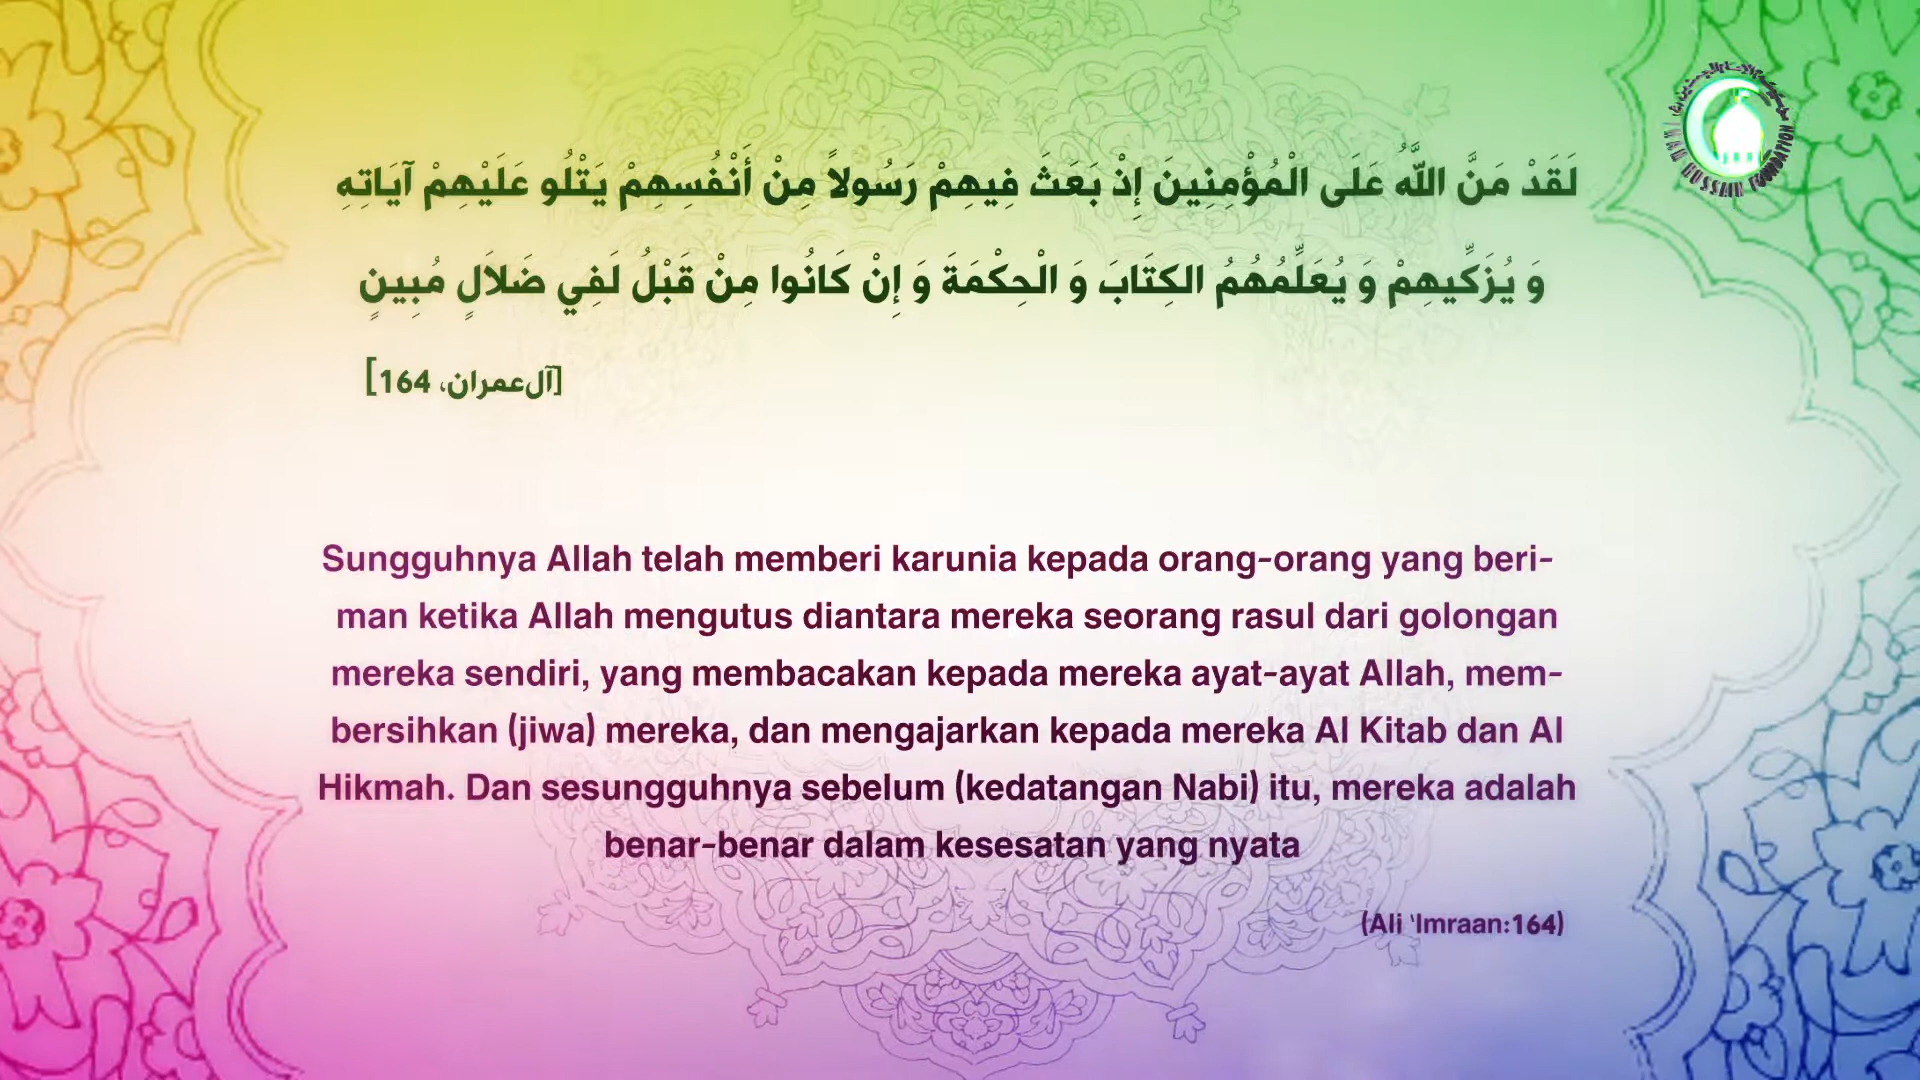 لَقَدْ مَنَّ اللَّهُ عَلَى الْمُؤْمِنِينَ إِذْ بَعَثَ فِيهِمْ رَسُولاً مِنْ أَنْفُسِهِمْ يَتْلُو عَلَيْهِمْ آيَاتِهِ
وَ يُزَكِّيهِمْ وَ يُعَلِّمُهُمُ الكِتَابَ وَ الْحِكْمَةَ وَ إِنْ كَانُوا مِنْ قَبْلُ لَفِي ضَلاَلٍ مُبِينٍ
[آل‌عمران، 164]
IMAM HUSSAIN FOUNDATION
Sungguhnya Allah telah memberi karunia kepada orang-orang yang beri-
man ketika Allah mengutus diantara mereka seorang rasul dari golongan
mereka sendiri, yang membacakan kepada mereka ayat-ayat Allah, mem-
bersihkan (jiwa) mereka, dan mengajarkan kepada mereka Al Kitab dan Al
Hikmah. Dan sesungguhnya sebelum (kedatangan Nabi) itu, mereka adalah
benar-benar dalam kesesatan yang nyata
(Ali 'Imraan:164)